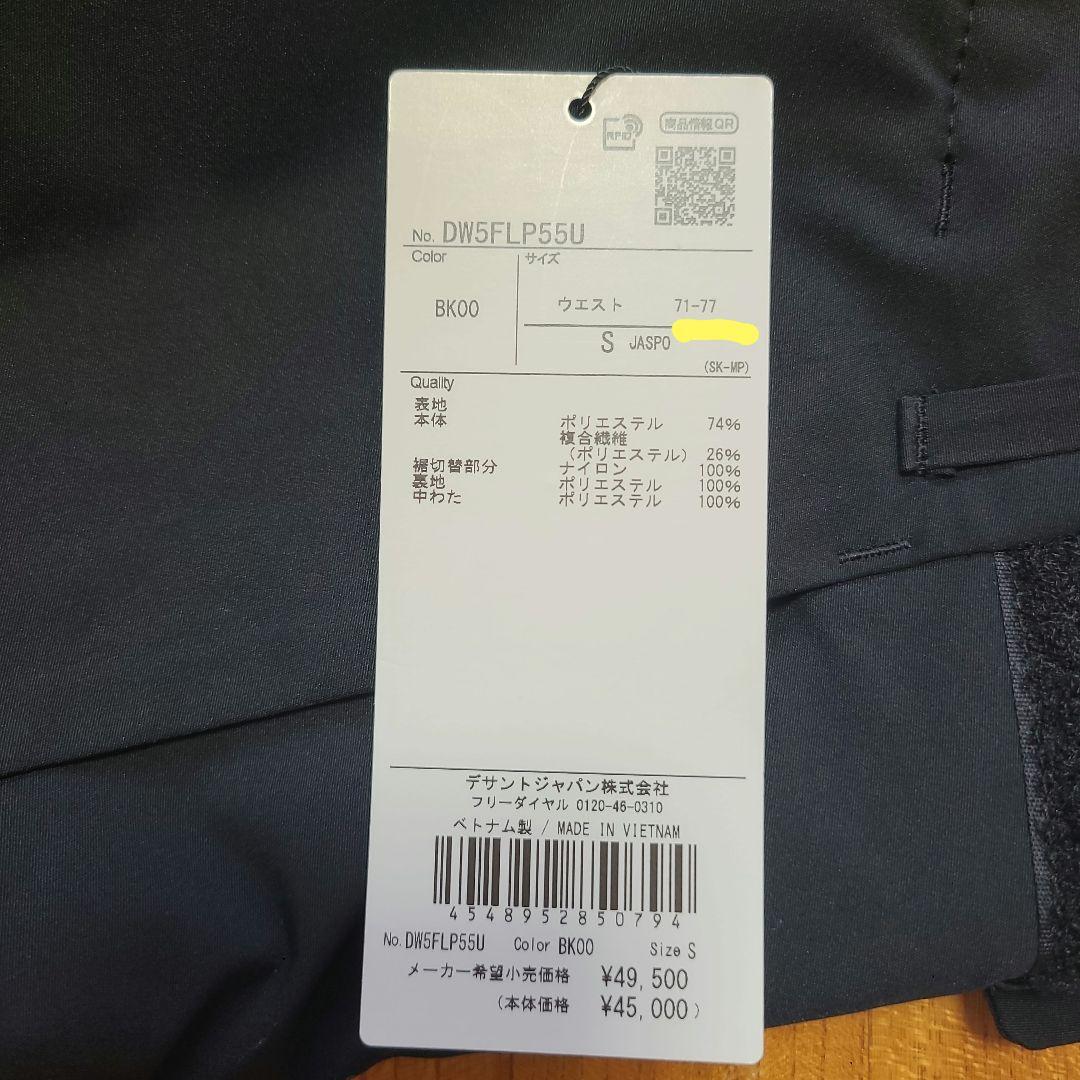 RFID 商品情報QR
No. DW5FLP55U
Color サイズ
BK00 ウエスト 71-77
S JASPO
(SK-MP)
Quality
表地
本体 ポリエステル 74%
複合繊維
(ポリエステル) 26%
裾切替部分 ナイロン 100%
裏地 ポリエステル 100%
中わた ポリエステル 100%
デサントジャパン株式会社
フリーダイヤル 0120-46-0310
ベトナム製 / MADE IN VIETNAM
4548952850794
No. DW5FLP55U Color BK00 Size S
メーカー希望小売価格 ¥49,500
(本体価格 ¥45,000)